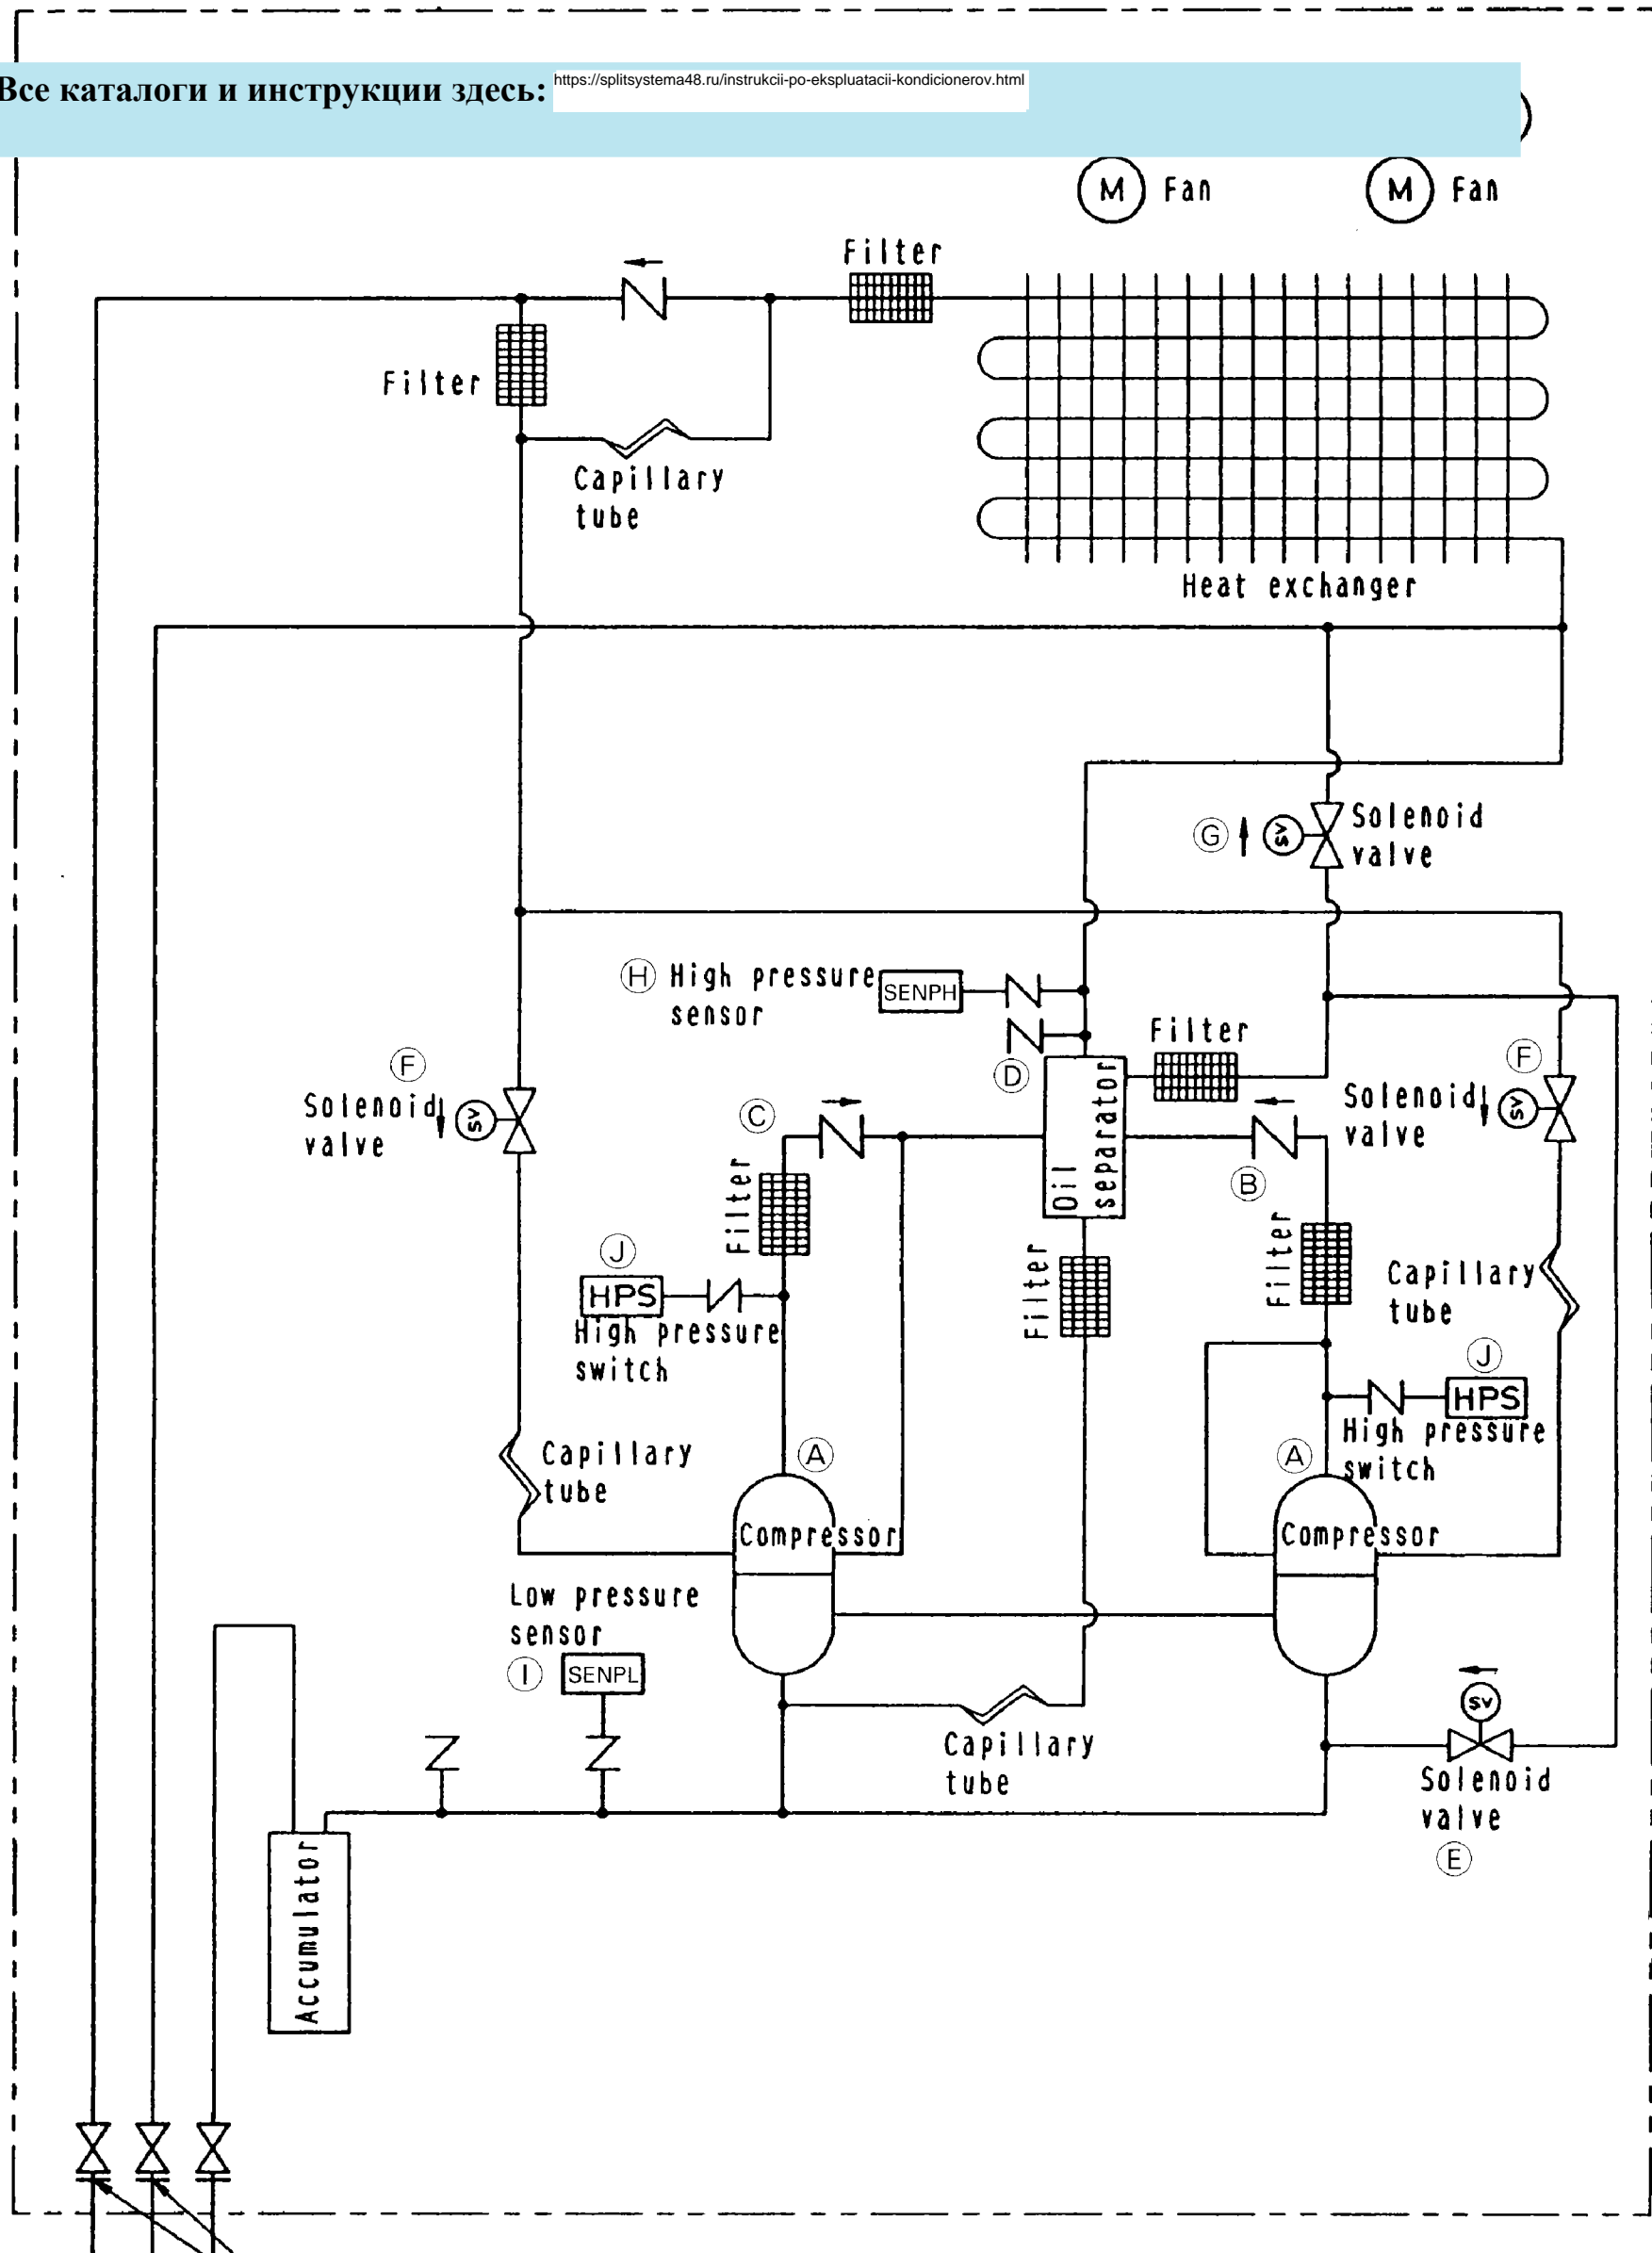 Все каталоги и инструкции здесь:
https://splitsystema48.ru/instrukcii-po-ekspluatacii-kondicionerov.html
M Fan
M Fan
Filter
Filter
Capillary
tube
Heat exchanger
G
SV
Solenoid
valve
H High pressure
sensor
SENPH
D
Filter
F
Solenoid
valve
SV
F
Solenoid
valve
SV
C
Oil
separator
B
Filter
Filter
Filter
J
HPS
High pressure
switch
Capillary
tube
J
HPS
High pressure
switch
Capillary
tube
A
A
Compressor
Compressor
Low pressure
sensor
I SENPL
Capillary
tube
SV
Solenoid
valve
E
Accumulator